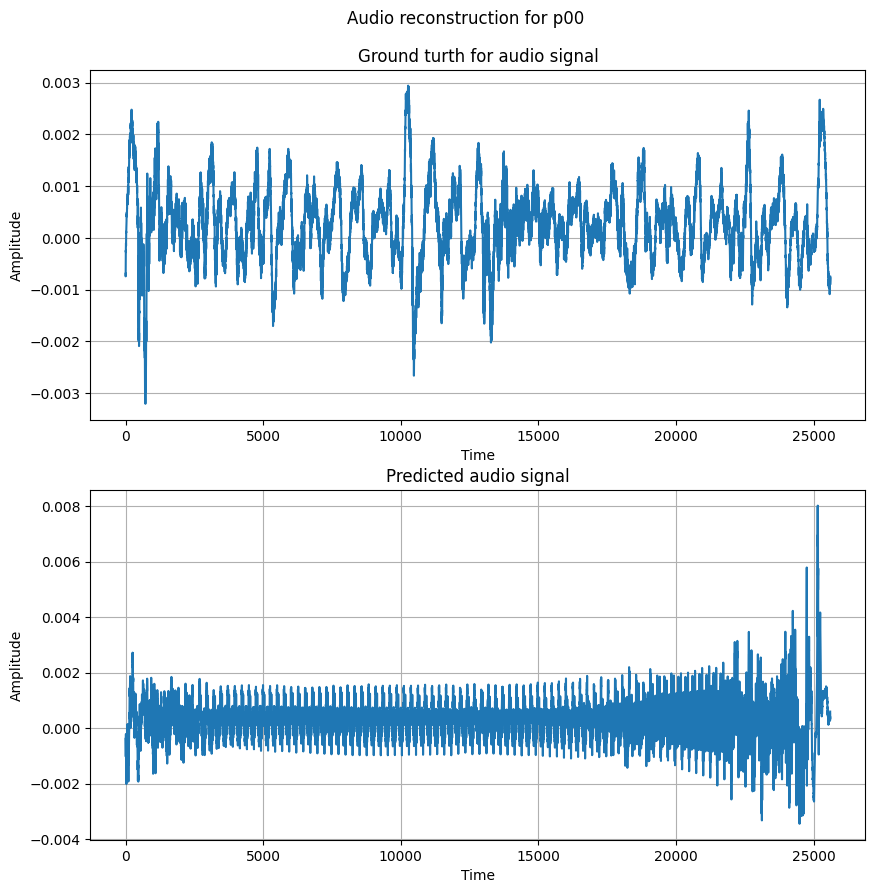 Audio reconstruction for p00
Ground turth for audio signal
0.003
0.002
0.001
0.000
−0.001
−0.002
−0.003
Amplitude
0 5000 10000 15000 20000 25000
Time
Predicted audio signal
0.008
0.006
0.004
0.002
0.000
−0.002
−0.004
Amplitude
0 5000 10000 15000 20000 25000
Time